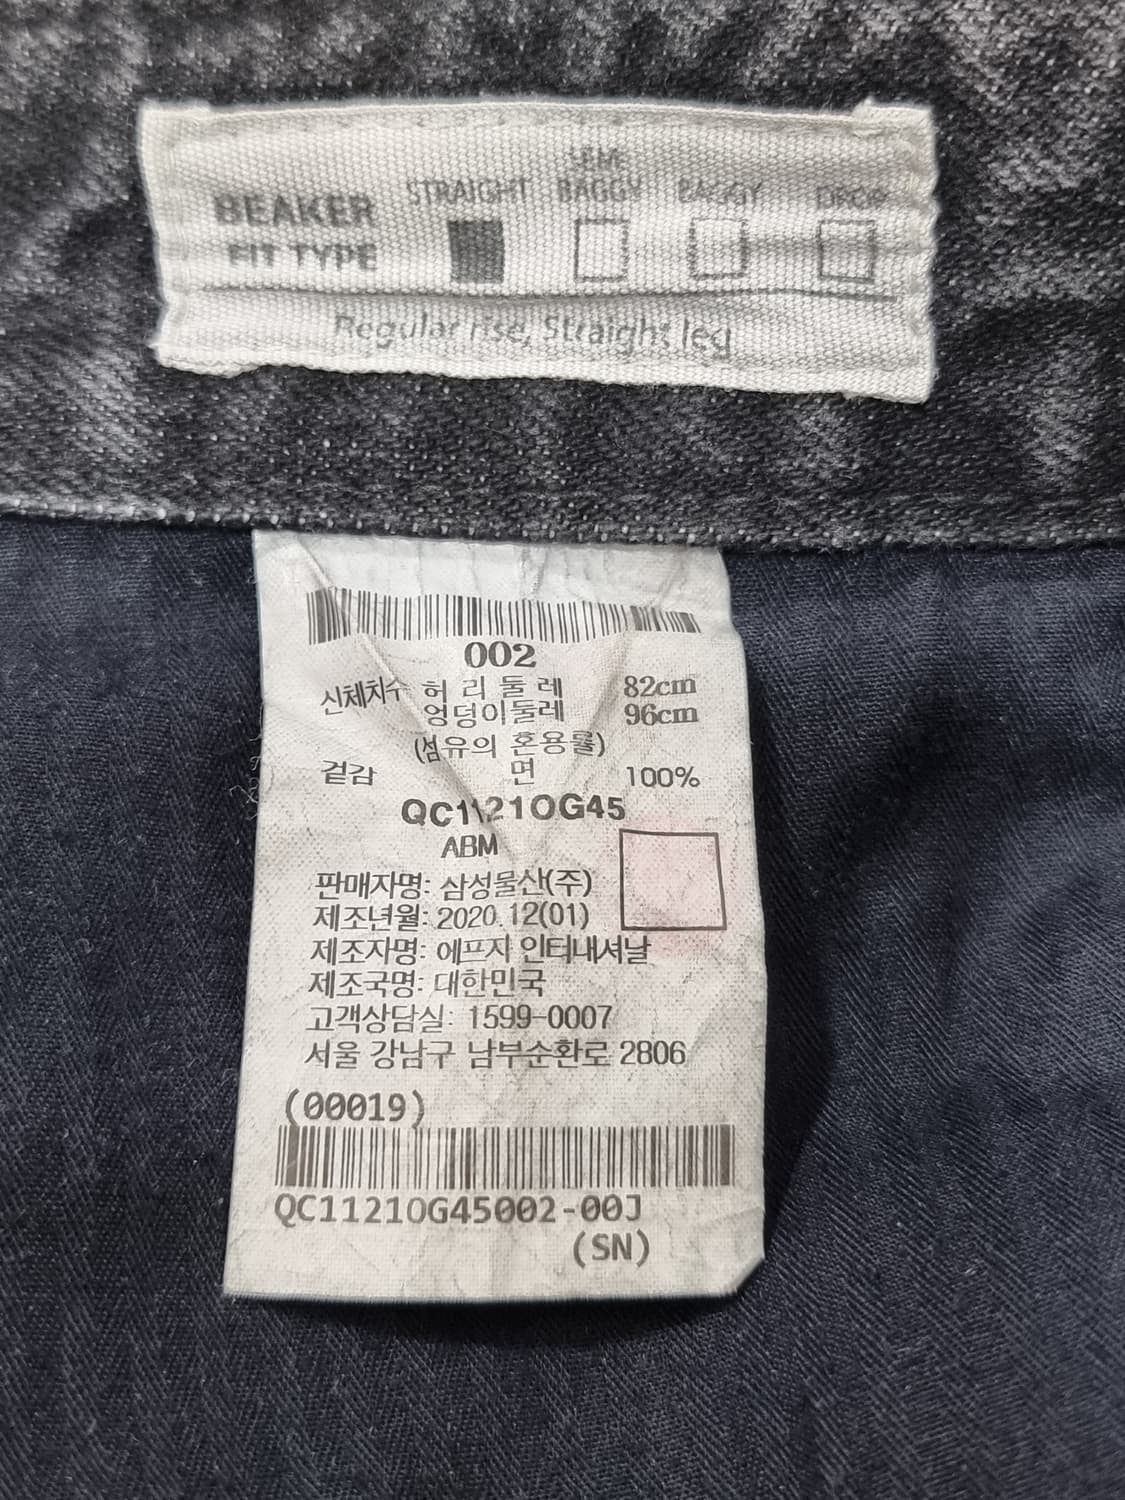 BEAKER
FIT TYPE
STRAIGHT
SEMI
BAGGY
BAGGY
DROP
Regular rise, Straight leg
002
신체치수 허리둘레 82cm
엉덩이둘레 96cm
(섬유의 혼용률)
겉감 면 100%
QC1121OG45
ABM
판매자명: 삼성물산(주)
제조년월: 2020.12(01)
제조자명: 에프지 인터내셔날
제조국명: 대한민국
고객상담실: 1599-0007
서울 강남구 남부순환로 2806
(00019)
QC1121OG45002-00J
(SN)